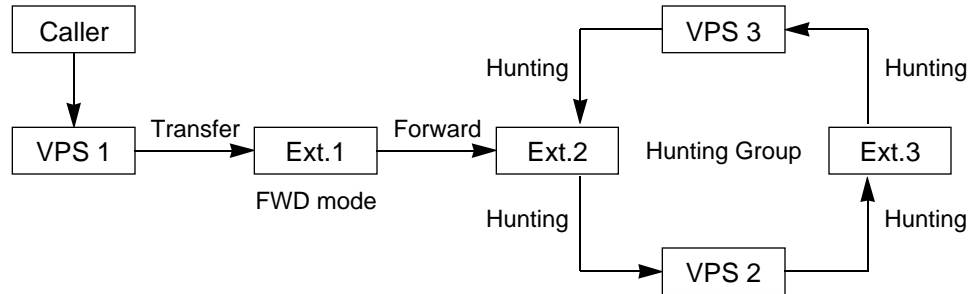 Caller
VPS 3
Hunting
Hunting
Transfer
Forward
VPS 1
Ext.1
Ext.2
Hunting Group
Ext.3
FWD mode
Hunting
Hunting
VPS 2